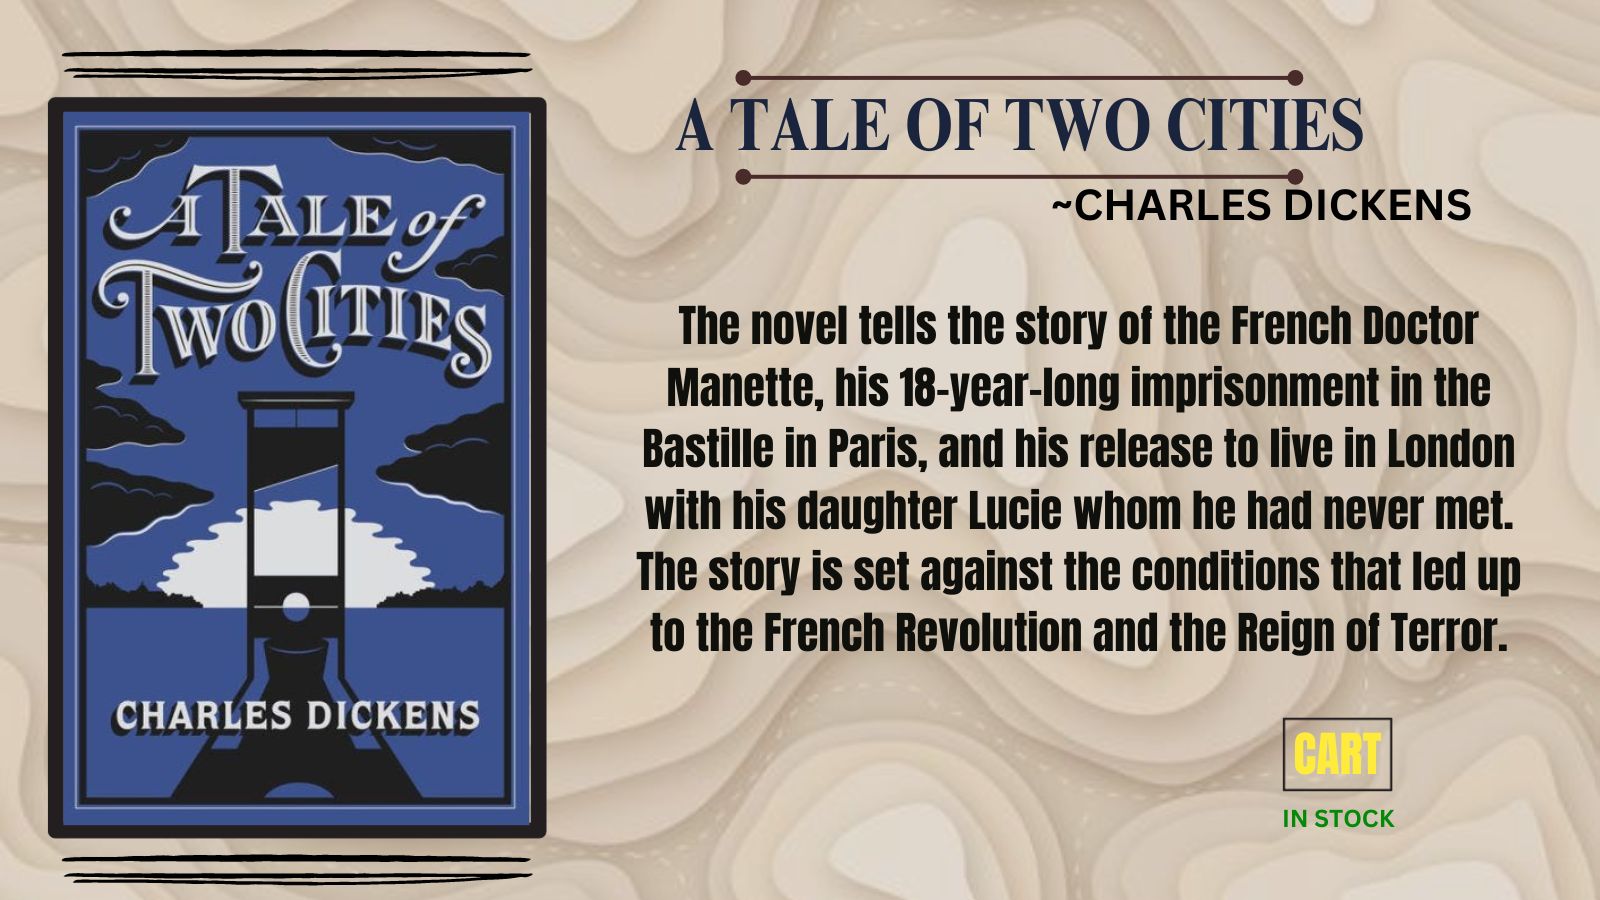 A TALE of
TWO CITIES
CHARLES DICKENS
A TALE OF TWO CITIES
~CHARLES DICKENS
The novel tells the story of the French Doctor
Manette, his 18-year-long imprisonment in the
Bastille in Paris, and his release to live in London
with his daughter Lucie whom he had never met.
The story is set against the conditions that led up
to the French Revolution and the Reign of Terror.
CART
IN STOCK